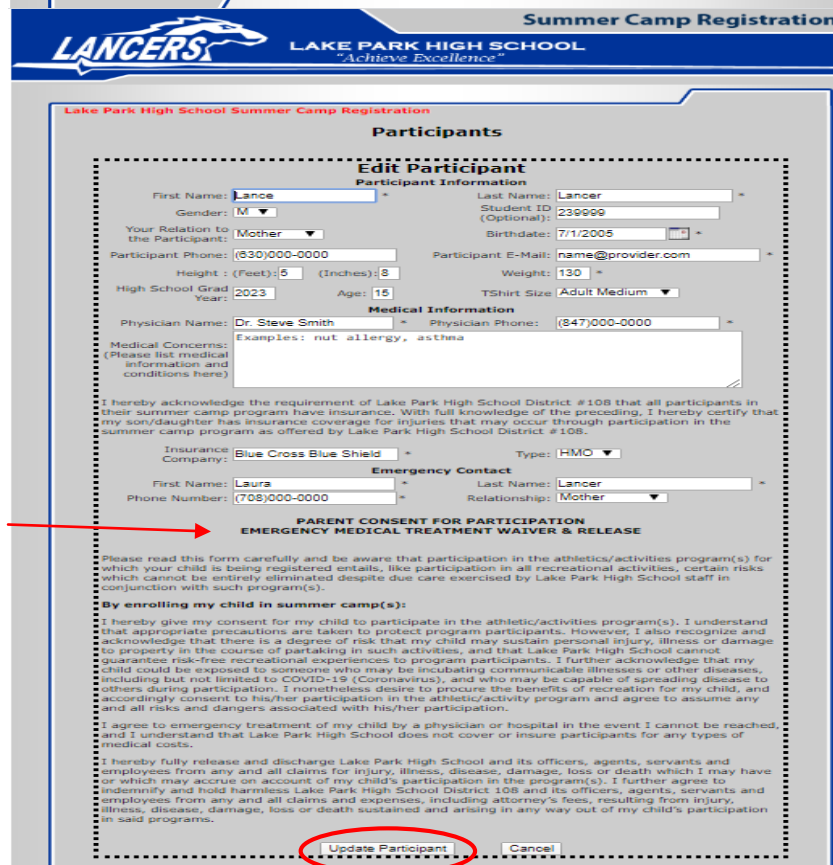 Summer Camp Registration
LANCERS
LAKE PARK HIGH SCHOOL
"Achieve Excellence"
Lake Park High School Summer Camp Registration
Participants
Edit Participant
Participant Information
First Name: Lance * Last Name: Lancer *
Gender: M Student ID (Optional): 239999
Your Relation to the Participant: Mother Birthdate: 7/1/2005 *
Participant Phone: (630)000-0000 Participant E-Mail: name@provider.com *
Height : (Feet): 5 (Inches): 8 Weight: 130 *
High School Grad Year: 2023 Age: 15 TShirt Size Adult Medium
Medical Information
Physician Name: Dr. Steve Smith * Physician Phone: (847)000-0000 *
Medical Concerns: (Please list medical information and conditions here) Examples: nut allergy, asthma
I hereby acknowledge the requirement of Lake Park High School District #108 that all participants in
their summer camp program have insurance. With full knowledge of the preceding, I hereby certify that
my son/daughter has insurance coverage for injuries that may occur through participation in the
summer camp program as offered by Lake Park High School District #108.
Insurance Company: Blue Cross Blue Shield * Type: HMO
Emergency Contact
First Name: Laura * Last Name: Lancer *
Phone Number: (708)000-0000 * Relationship: Mother
PARENT CONSENT FOR PARTICIPATION
EMERGENCY MEDICAL TREATMENT WAIVER & RELEASE
Please read this form carefully and be aware that participation in the athletics/activities program(s) for
which your child is being registered entails, like participation in all recreational activities, certain risks
which cannot be entirely eliminated despite due care exercised by Lake Park High School staff in
conjunction with such program(s).
By enrolling my child in summer camp(s):
I hereby give my consent for my child to participate in the athletic/activities program(s). I understand
that appropriate precautions are taken to protect program participants. However, I also recognize and
acknowledge that there is a degree of risk that my child may sustain personal injury, illness or damage
to property in the course of partaking in such activities, and that Lake Park High School cannot
guarantee risk-free recreational experiences to program participants. I further acknowledge that my
child could be exposed to someone who may be incubating communicable illnesses or other diseases,
including but not limited to COVID-19 (Coronavirus), and who may be capable of spreading disease to
others during participation. I nonetheless desire to procure the benefits of recreation for my child, and
accordingly consent to his/her participation in the athletic/activity program and agree to assume any
and all risks and dangers associated with his/her participation.
I agree to emergency treatment of my child by a physician or hospital in the event I cannot be reached,
and I understand that Lake Park High School does not cover or insure participants for any types of
medical costs.
I hereby fully release and discharge Lake Park High School and its officers, agents, servants and
employees from any and all claims for injury, illness, disease, damage, loss or death which I may have
or which may accrue on account of my child's participation in the program(s). I further agree to
indemnify and hold harmless Lake Park High School District 108 and its officers, agents, servants and
employees from any and all claims and expenses, including attorney's fees, resulting from injury,
illness, disease, damage, loss or death sustained and arising in any way out of my child's participation
in said programs.
Update Participant Cancel